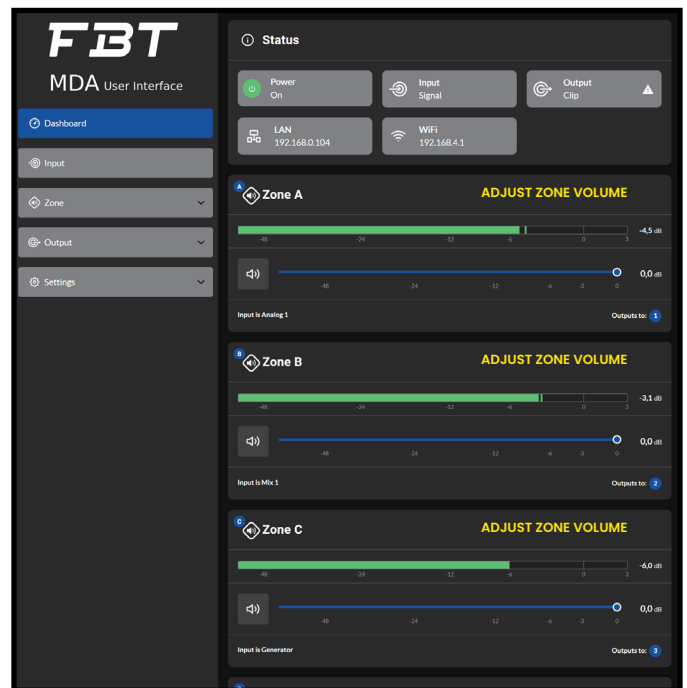 FBT
MDA User Interface
Dashboard
Input
Zone
Output
Settings
Status
Power
On
Input
Signal
Output
Clip
LAN
192.168.0.104
WiFi
192.168.4.1
A
Zone A
ADJUST ZONE VOLUME
-4,5 dB
-48 -24 -12 -6 0 3
0,0 dB
-48 -24 -12 -6 -3 0
Input is Analog 1
Outputs to: 1
B
Zone B
ADJUST ZONE VOLUME
-3,1 dB
-48 -24 -12 -6 0 3
0,0 dB
-48 -24 -12 -6 -3 0
Input is Mix 1
Outputs to: 2
C
Zone C
ADJUST ZONE VOLUME
-6,0 dB
-48 -24 -12 -6 0 3
0,0 dB
-48 -24 -12 -6 -3 0
Input is Generator
Outputs to: 3